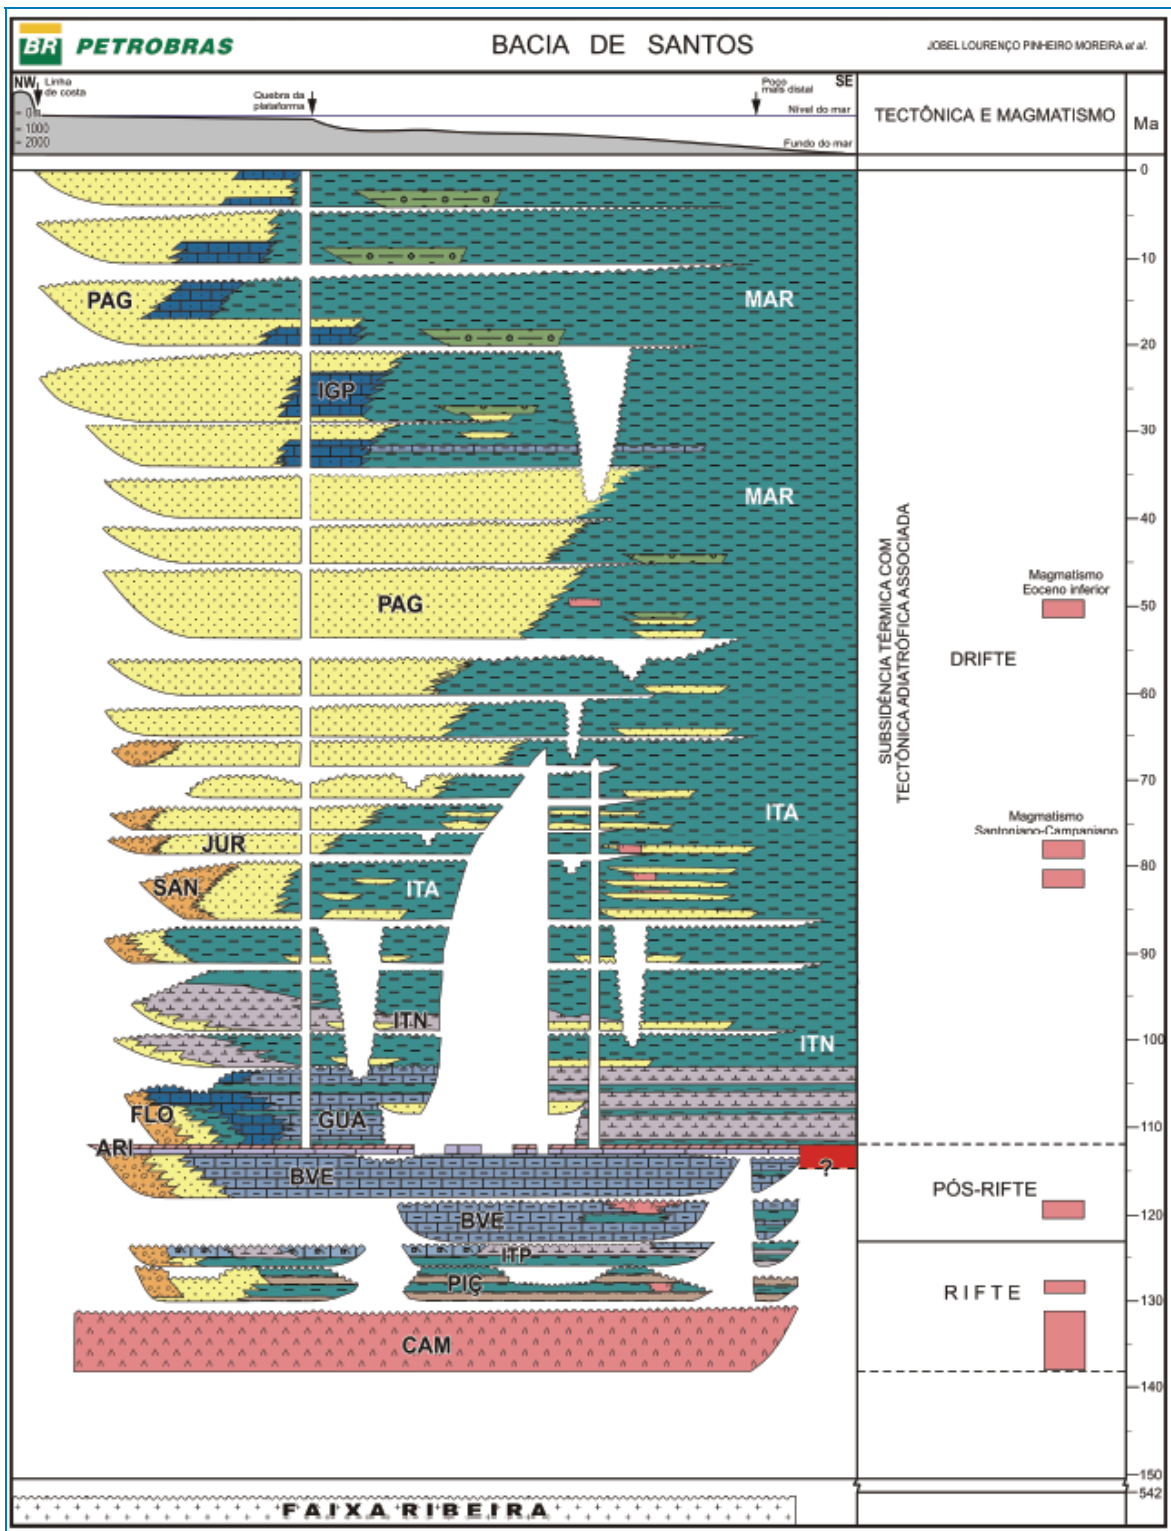 BR PETROBRAS
BACIA DE SANTOS
JOBEL LOURENÇO PINHEIRO MOREIRA et al.
NW
Linha
de costa
Quebra da
plataforma
Poço
mais distal
SE
Nível do mar
0
1000
2000
Fundo do mar
TECTÔNICA E MAGMATISMO
Ma
0
10
PAG
MAR
20
IGP
30
MAR
40
PAG
50
Magmatismo
Eoceno inferior
SUBSIDÊNCIA TÉRMICA COM
TECTÔNICA ADIATRÓFICA ASSOCIADA
DRIFTE
60
70
ITA
Magmatismo
Santoniano-Campaniano
JUR
80
SAN
ITA
90
ITN
100
ITN
FLO
GUA
110
ARI
?
BVE
PÓS-RIFTE
BVE
120
ITP
PIÇ
RIFTE
130
CAM
140
150
542
FAIXA RIBEIRA